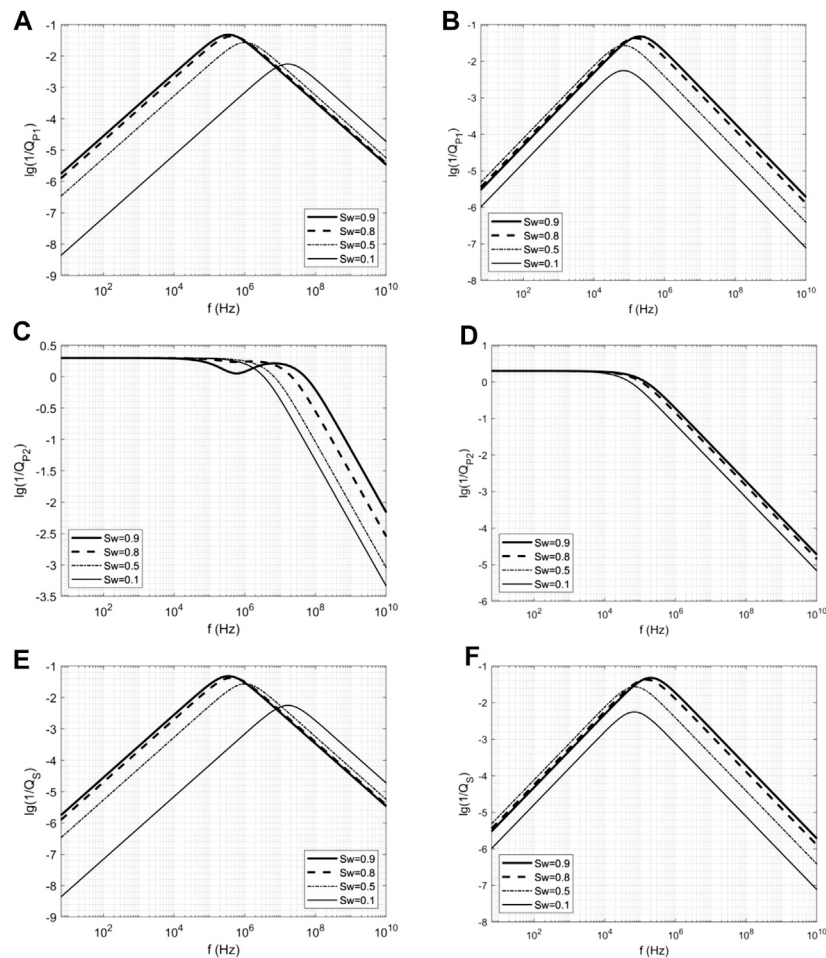 A
-1
-2
-3
-4
-5
-6
-7
-8
-9
lg(1/Q_P1)
10^2
10^4
10^6
10^8
10^10
f (Hz)
Sw=0.9
Sw=0.8
Sw=0.5
Sw=0.1
B
-1
-2
-3
-4
-5
-6
-7
-8
lg(1/Q_P1)
10^2
10^4
10^6
10^8
10^10
f (Hz)
Sw=0.9
Sw=0.8
Sw=0.5
Sw=0.1
C
0.5
0
-0.5
-1
-1.5
-2
-2.5
-3
-3.5
lg(1/Q_P2)
10^2
10^4
10^6
10^8
10^10
f (Hz)
Sw=0.9
Sw=0.8
Sw=0.5
Sw=0.1
D
1
0
-1
-2
-3
-4
-5
-6
lg(1/Q_P2)
10^2
10^4
10^6
10^8
10^10
f (Hz)
Sw=0.9
Sw=0.8
Sw=0.5
Sw=0.1
E
-1
-2
-3
-4
-5
-6
-7
-8
-9
lg(1/Q_S)
10^2
10^4
10^6
10^8
10^10
f (Hz)
Sw=0.9
Sw=0.8
Sw=0.5
Sw=0.1
F
-1
-2
-3
-4
-5
-6
-7
-8
lg(1/Q_S)
10^2
10^4
10^6
10^8
10^10
f (Hz)
Sw=0.9
Sw=0.8
Sw=0.5
Sw=0.1